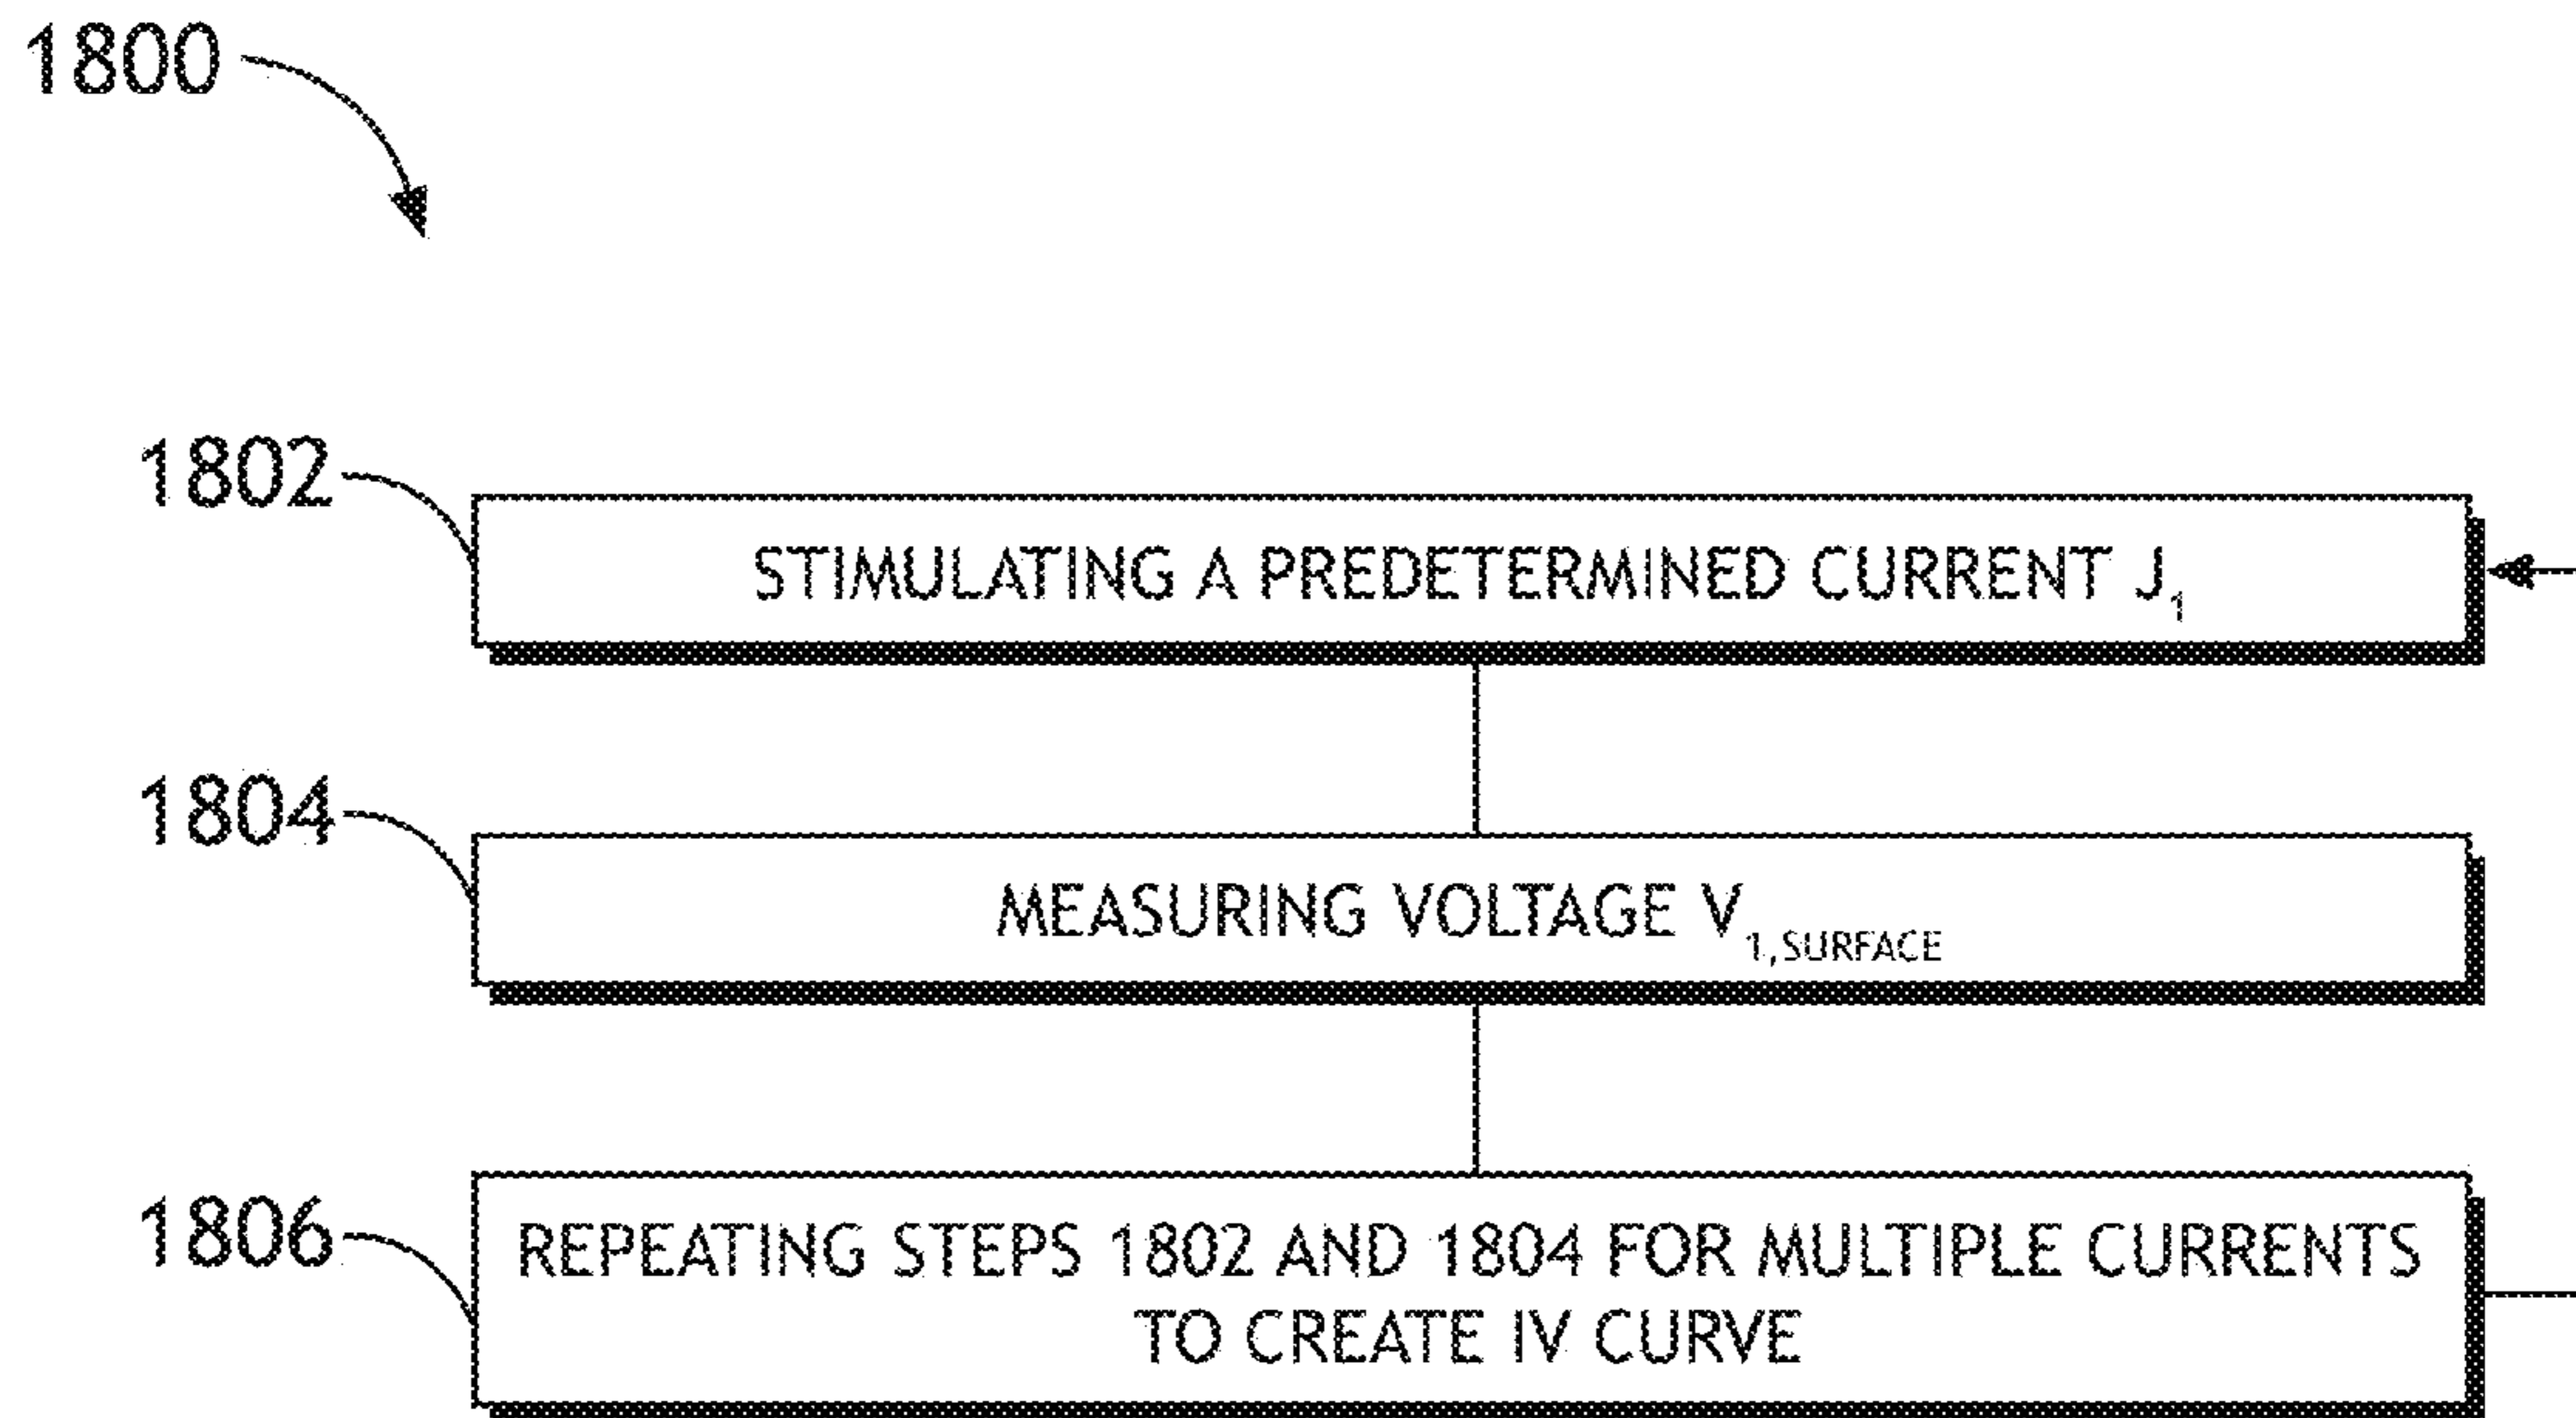 1800
1802
STIMULATING A PREDETERMINED CURRENT J₁
1804
MEASURING VOLTAGE V₁,SURFACE
1806
REPEATING STEPS 1802 AND 1804 FOR MULTIPLE CURRENTS
TO CREATE IV CURVE